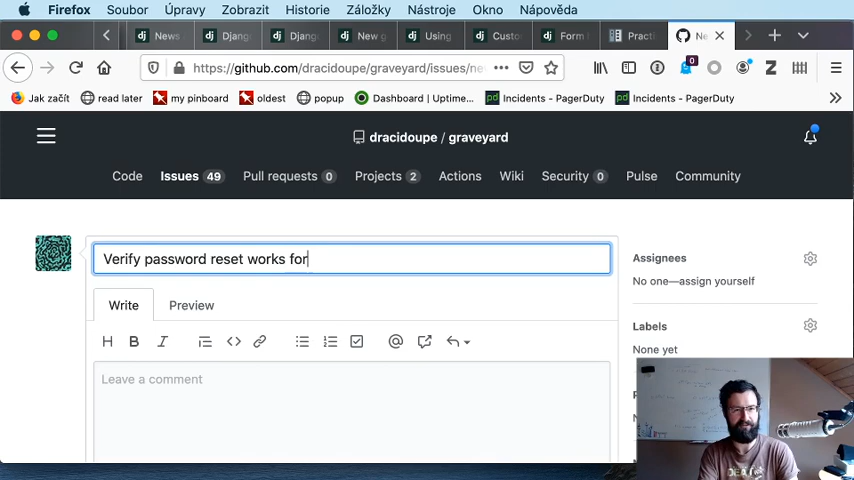 Firefox Soubor Úpravy Zobrazit Historie Záložky Nástroje Okno Nápověda
News Django Djang New g Using Custo Form Practi Ne
https://github.com/dracidoupe/graveyard/issues/ne
Jak začít read later my pinboard oldest popup Dashboard | Uptime... Incidents - PagerDuty Incidents - PagerDuty
dracidoupe / graveyard
Code Issues 49 Pull requests 0 Projects 2 Actions Wiki Security 0 Pulse Community
Verify password reset works for
Assignees
No one—assign yourself
Write Preview
Labels
None yet
Leave a comment